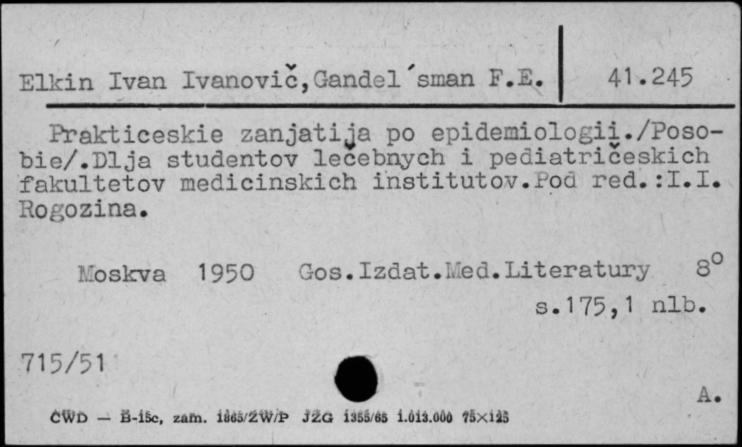 Elkin Ivan Ivanovič,Gandel´sman F.E. 41.245
Prakticeskie zanjatija po epidemiologii./Poso-
bie/.Dlja studentov lečebnych i pediatričeskich
fakultetov medicinskich institutov.Pod red.:I.I.
Rogozina.
Moskva 1950 Gos.Izdat.Med.Literatury 8°
s.175,1 nlb.
715/51
A.
CWD — B-15c, zam. 1865/ZW/P JZG 1355/65 1.013.000 75×125